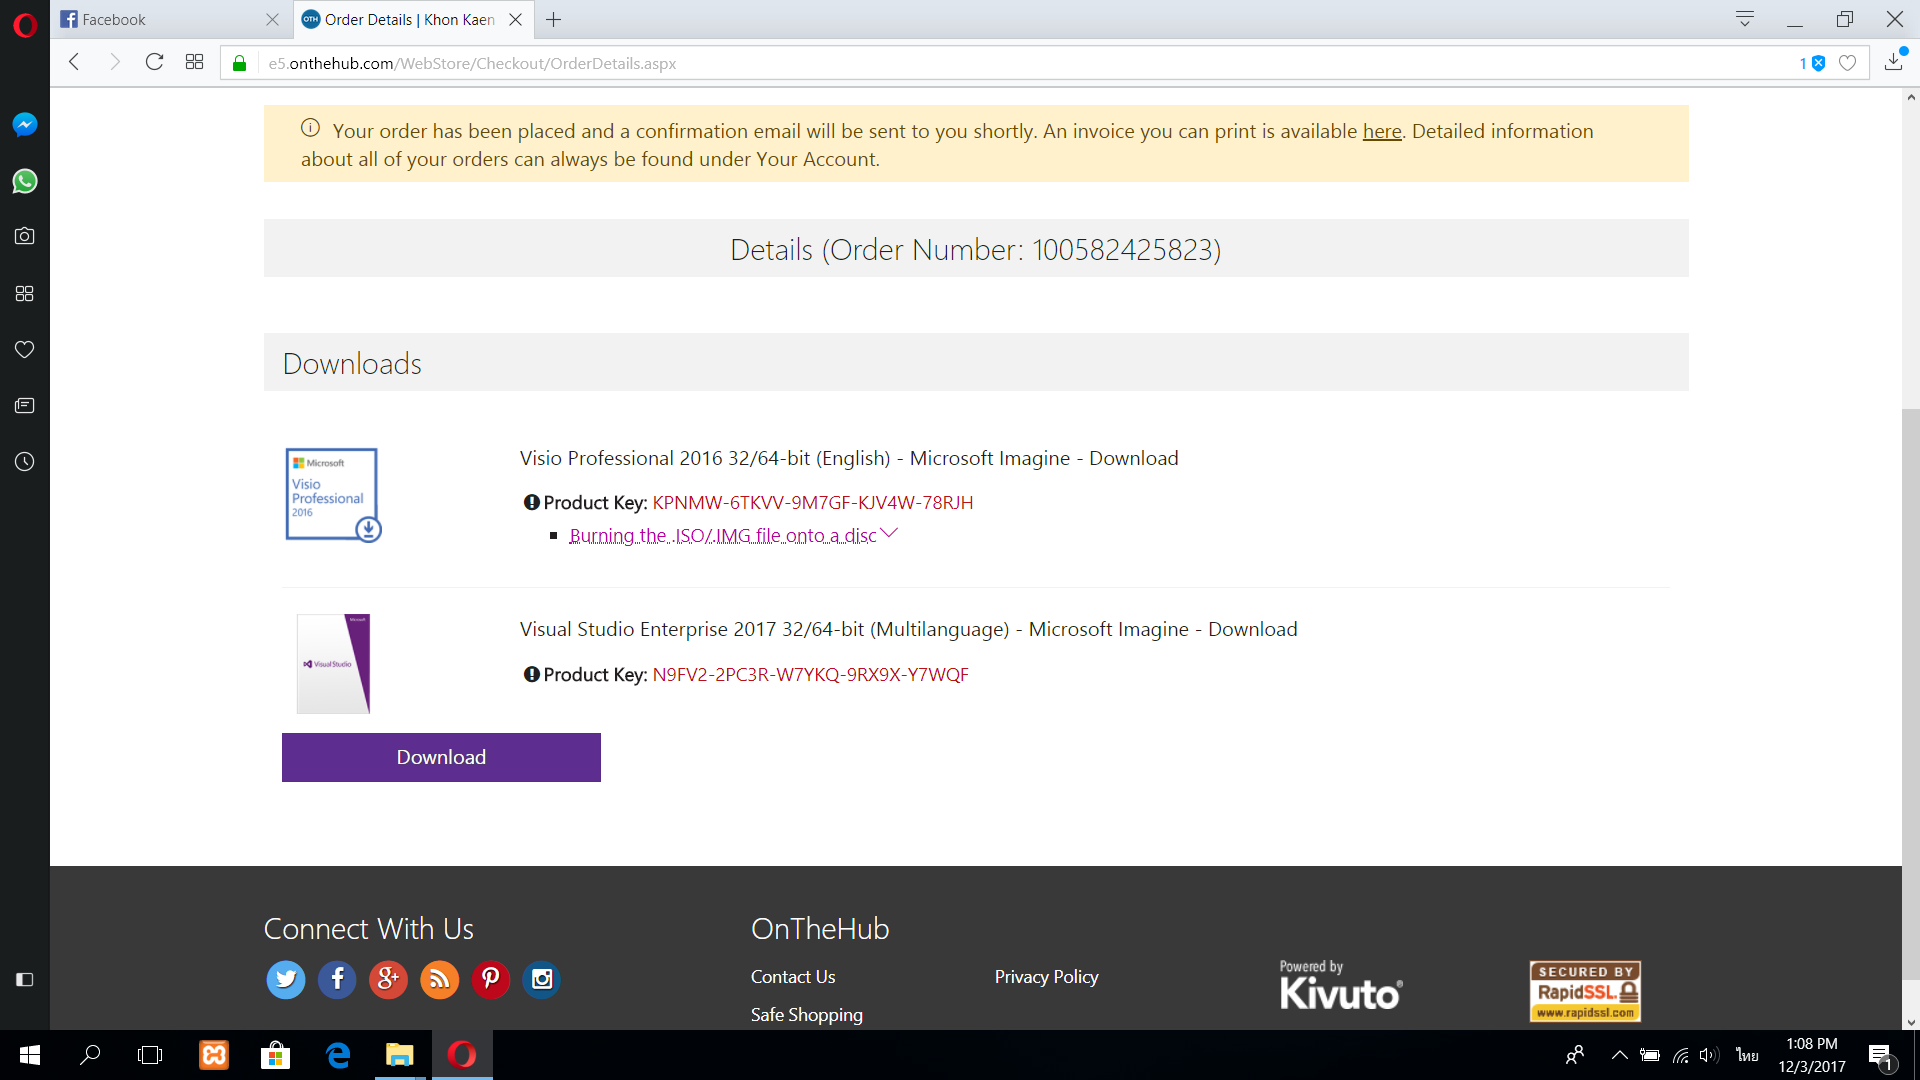 Facebook
Order Details | Khon Kaen
e5.onthehub.com/WebStore/Checkout/OrderDetails.aspx
1
Your order has been placed and a confirmation email will be sent to you shortly. An invoice you can print is available here. Detailed information
about all of your orders can always be found under Your Account.
Details (Order Number: 100582425823)
Downloads
Microsoft
Visio
Professional
2016
Visio Professional 2016 32/64-bit (English) - Microsoft Imagine - Download
Product Key: KPNMW-6TKVV-9M7GF-KJV4W-78RJH
Burning the .ISO/.IMG file onto a disc
Microsoft
Visual Studio
Visual Studio Enterprise 2017 32/64-bit (Multilanguage) - Microsoft Imagine - Download
Product Key: N9FV2-2PC3R-W7YKQ-9RX9X-Y7WQF
Download
Connect With Us
OnTheHub
Contact Us
Privacy Policy
Safe Shopping
Powered by
Kivuto®
SECURED BY
RapidSSL.
www.rapidssl.com
ไทย
1:08 PM
12/3/2017
1